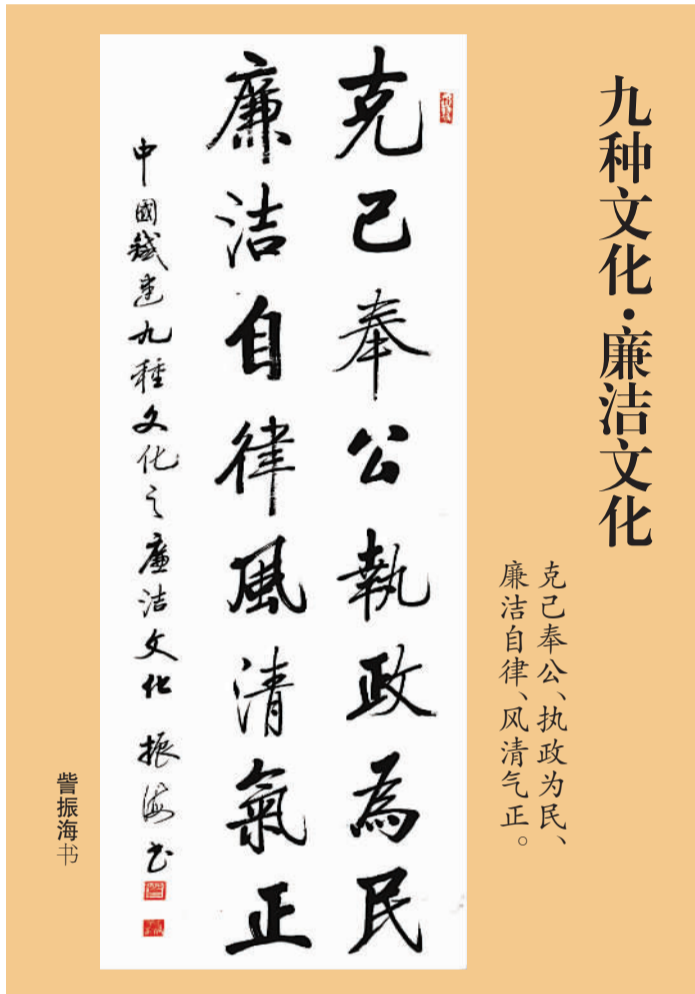 九种文化·廉洁文化
克己奉公、执政为民、
廉洁自律、风清气正。
克己奉公執政為民
廉洁自律風清氣正
中國鐵建九種文化之廉洁文化 振海书
訾振海书